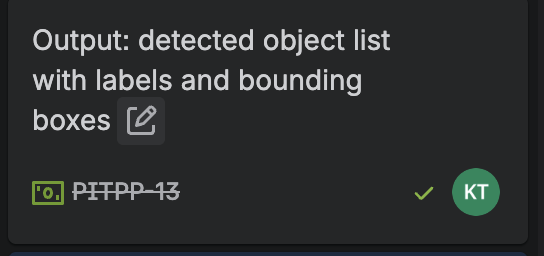 Output: detected object list
with labels and bounding
boxes
PITPP-13
KT